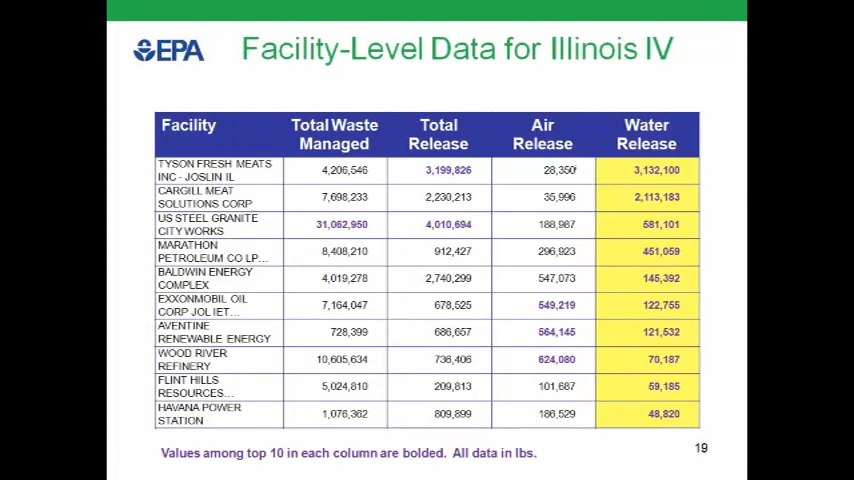 EPA
Facility-Level Data for Illinois IV
Facility Total Waste Managed Total Release Air Release Water Release
TYSON FRESH MEATS INC - JOSLIN IL 4,206,546 3,199,826 28,350 3,132,100
CARGILL MEAT SOLUTIONS CORP 7,698,233 2,230,213 35,996 2,113,183
US STEEL GRANITE CITY WORKS 31,062,950 4,010,694 188,987 581,101
MARATHON PETROLEUM CO LP... 8,408,210 912,427 296,923 451,059
BALDWIN ENERGY COMPLEX 4,019,278 2,740,299 547,073 145,392
EXXONMOBIL OIL CORP JOLIET... 7,164,047 678,525 549,219 122,755
AVENTINE RENEWABLE ENERGY 728,399 686,657 564,145 121,532
WOOD RIVER REFINERY 10,605,634 736,406 624,080 70,187
FLINT HILLS RESOURCES... 5,024,810 209,813 101,687 59,185
HAVANA POWER STATION 1,076,362 809,899 186,529 48,820
Values among top 10 in each column are bolded. All data in lbs.
19